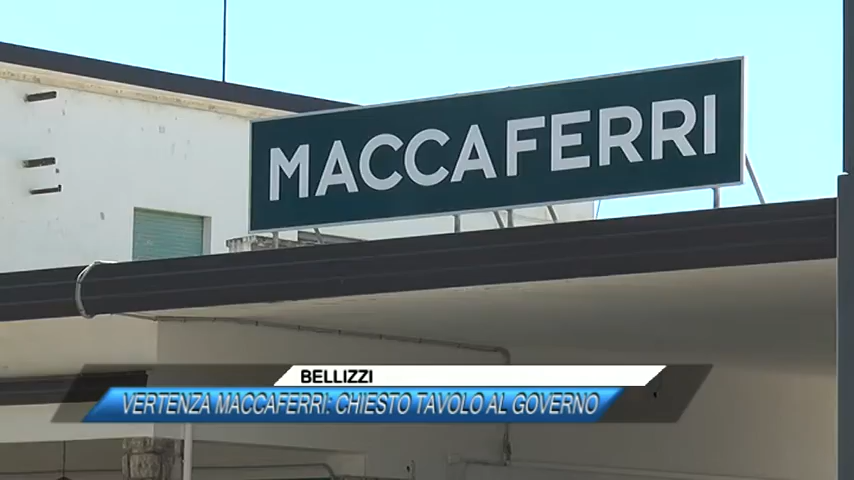 MACCAFERRI
BELLIZZI
VERTENZA MACCAFERRI: CHIESTO TAVOLO AL GOVERNO